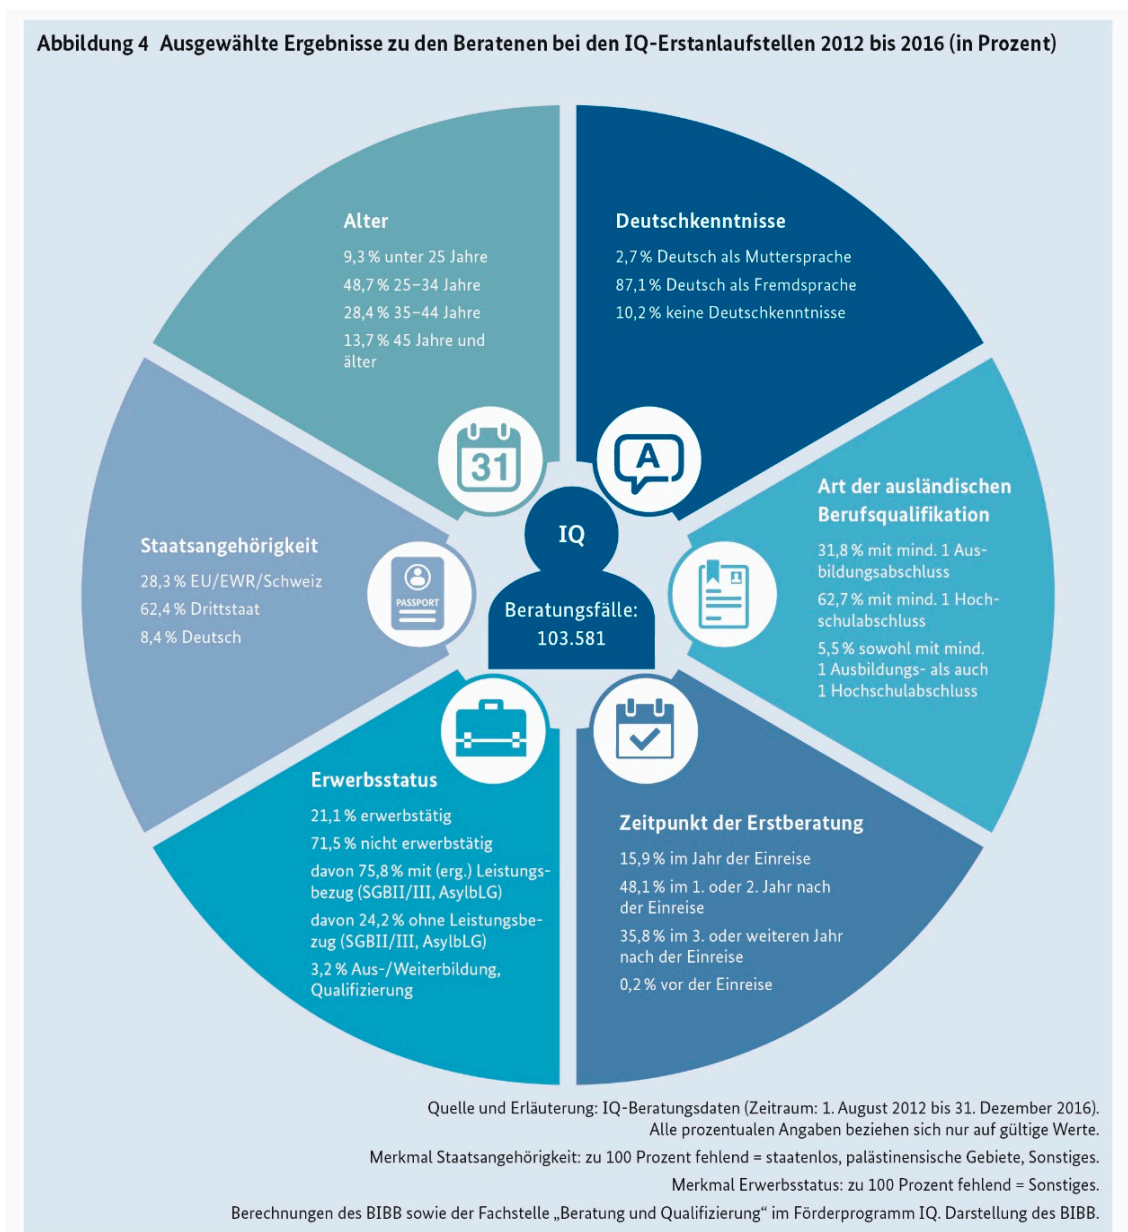 Abbildung 4 Ausgewählte Ergebnisse zu den Beratenen bei den IQ-Erstanlaufstellen 2012 bis 2016 (in Prozent)
Alter
9,3 % unter 25 Jahre
48,7 % 25–34 Jahre
28,4 % 35–44 Jahre
13,7 % 45 Jahre und
älter
31
Deutschkenntnisse
2,7 % Deutsch als Muttersprache
87,1 % Deutsch als Fremdsprache
10,2 % keine Deutschkenntnisse
A
Staatsangehörigkeit
28,3 % EU/EWR/Schweiz
62,4 % Drittstaat
8,4 % Deutsch
PASSPORT
IQ
Beratungsfälle:
103.581
Art der ausländischen
Berufsqualifikation
31,8 % mit mind. 1 Aus-
bildungsabschluss
62,7 % mit mind. 1 Hoch-
schulabschluss
5,5 % sowohl mit mind.
1 Ausbildungs- als auch
1 Hochschulabschluss
Erwerbsstatus
21,1 % erwerbstätig
71,5 % nicht erwerbstätig
davon 75,8 % mit (erg.) Leistungs-
bezug (SGBII/III, AsylbLG)
davon 24,2 % ohne Leistungsbe-
zug (SGBII/III, AsylbLG)
3,2 % Aus-/Weiterbildung,
Qualifizierung
Zeitpunkt der Erstberatung
15,9 % im Jahr der Einreise
48,1 % im 1. oder 2. Jahr nach
der Einreise
35,8 % im 3. oder weiteren Jahr
nach der Einreise
0,2 % vor der Einreise
Quelle und Erläuterung: IQ-Beratungsdaten (Zeitraum: 1. August 2012 bis 31. Dezember 2016).
Alle prozentualen Angaben beziehen sich nur auf gültige Werte.
Merkmal Staatsangehörigkeit: zu 100 Prozent fehlend = staatenlos, palästinensische Gebiete, Sonstiges.
Merkmal Erwerbsstatus: zu 100 Prozent fehlend = Sonstiges.
Berechnungen des BIBB sowie der Fachstelle „Beratung und Qualifizierung“ im Förderprogramm IQ. Darstellung des BIBB.